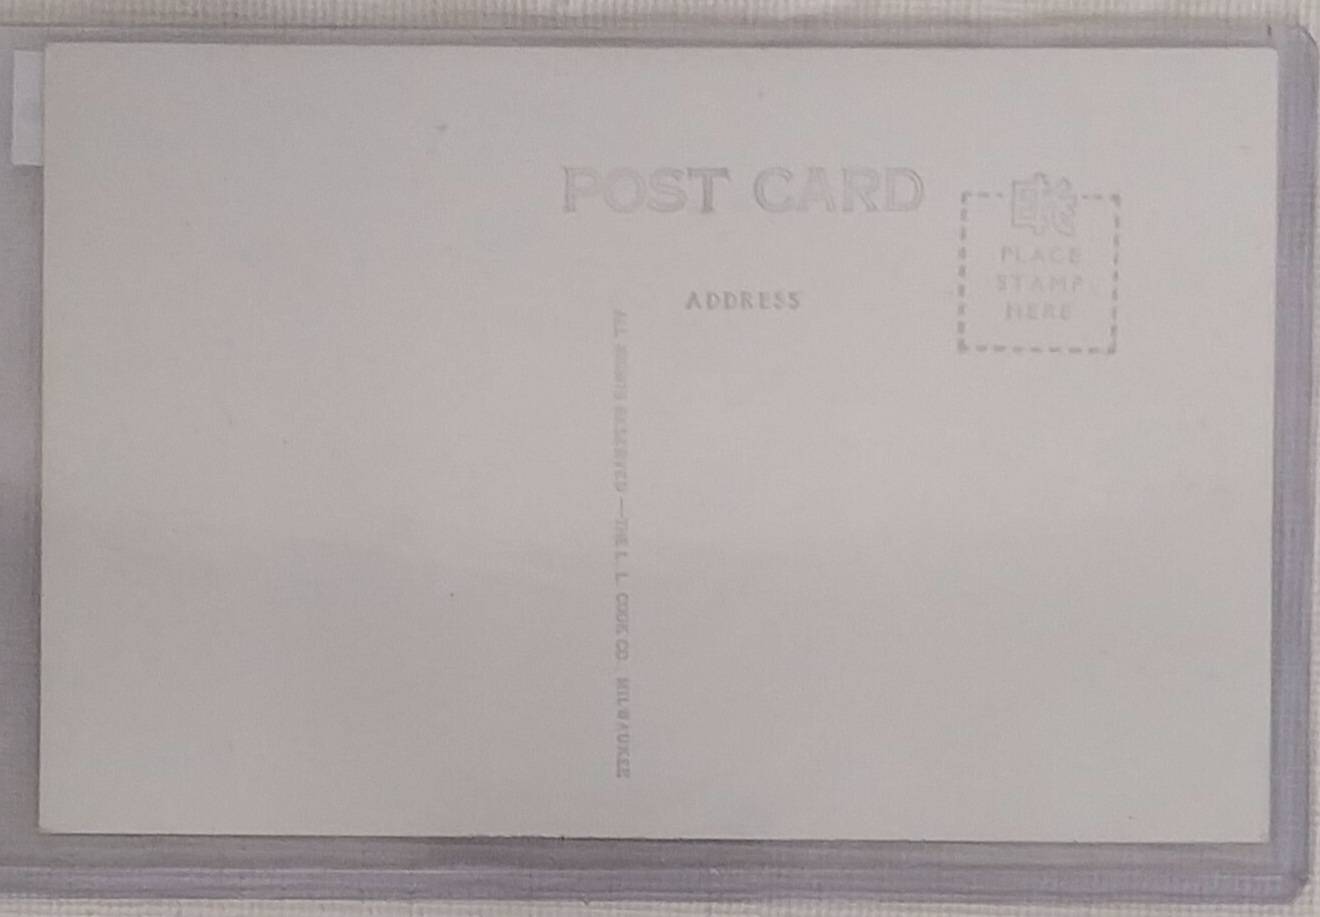 POST CARD
PLACE
STAMP
HERE
ADDRESS
ALL RIGHTS RESERVED—THE L. L. COOK CO., MILWAUKEE